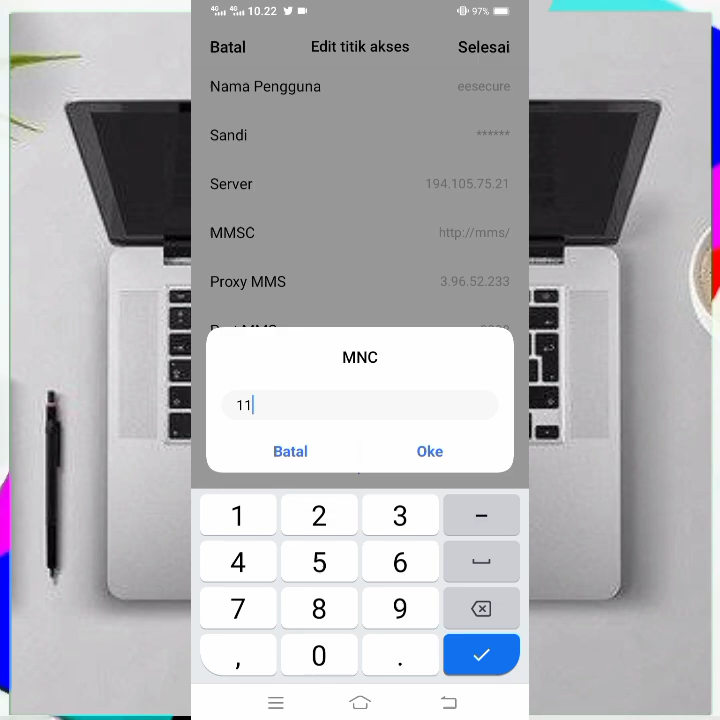 4G 4G 10.22 97%
Batal Edit titik akses Selesai
Nama Pengguna eesecure
Sandi ******
Server 194.105.75.21
MMSC http://mms/
Proxy MMS 3.96.52.233
MNC
11
Batal Oke
1 2 3 -
4 5 6
7 8 9
, 0 .